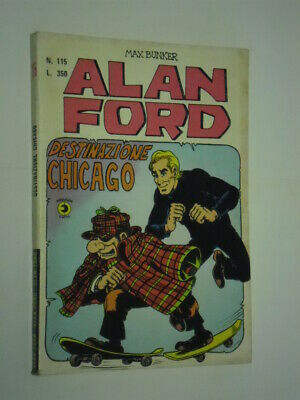 MAX BUNKER
N. 115
L. 350
ALAN
FORD
DESTINAZIONE
CHICAGO